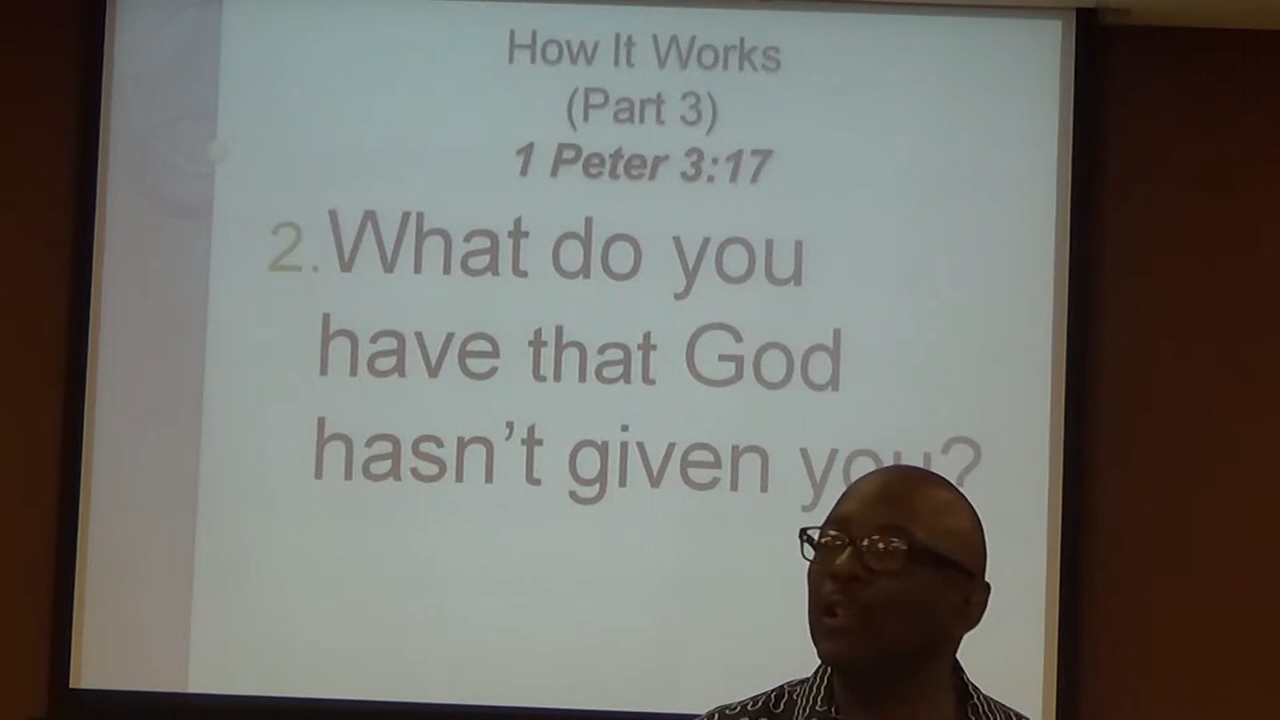 How It Works
(Part 3)
1 Peter 3:17
2. What do you
have that God
hasn't given you?